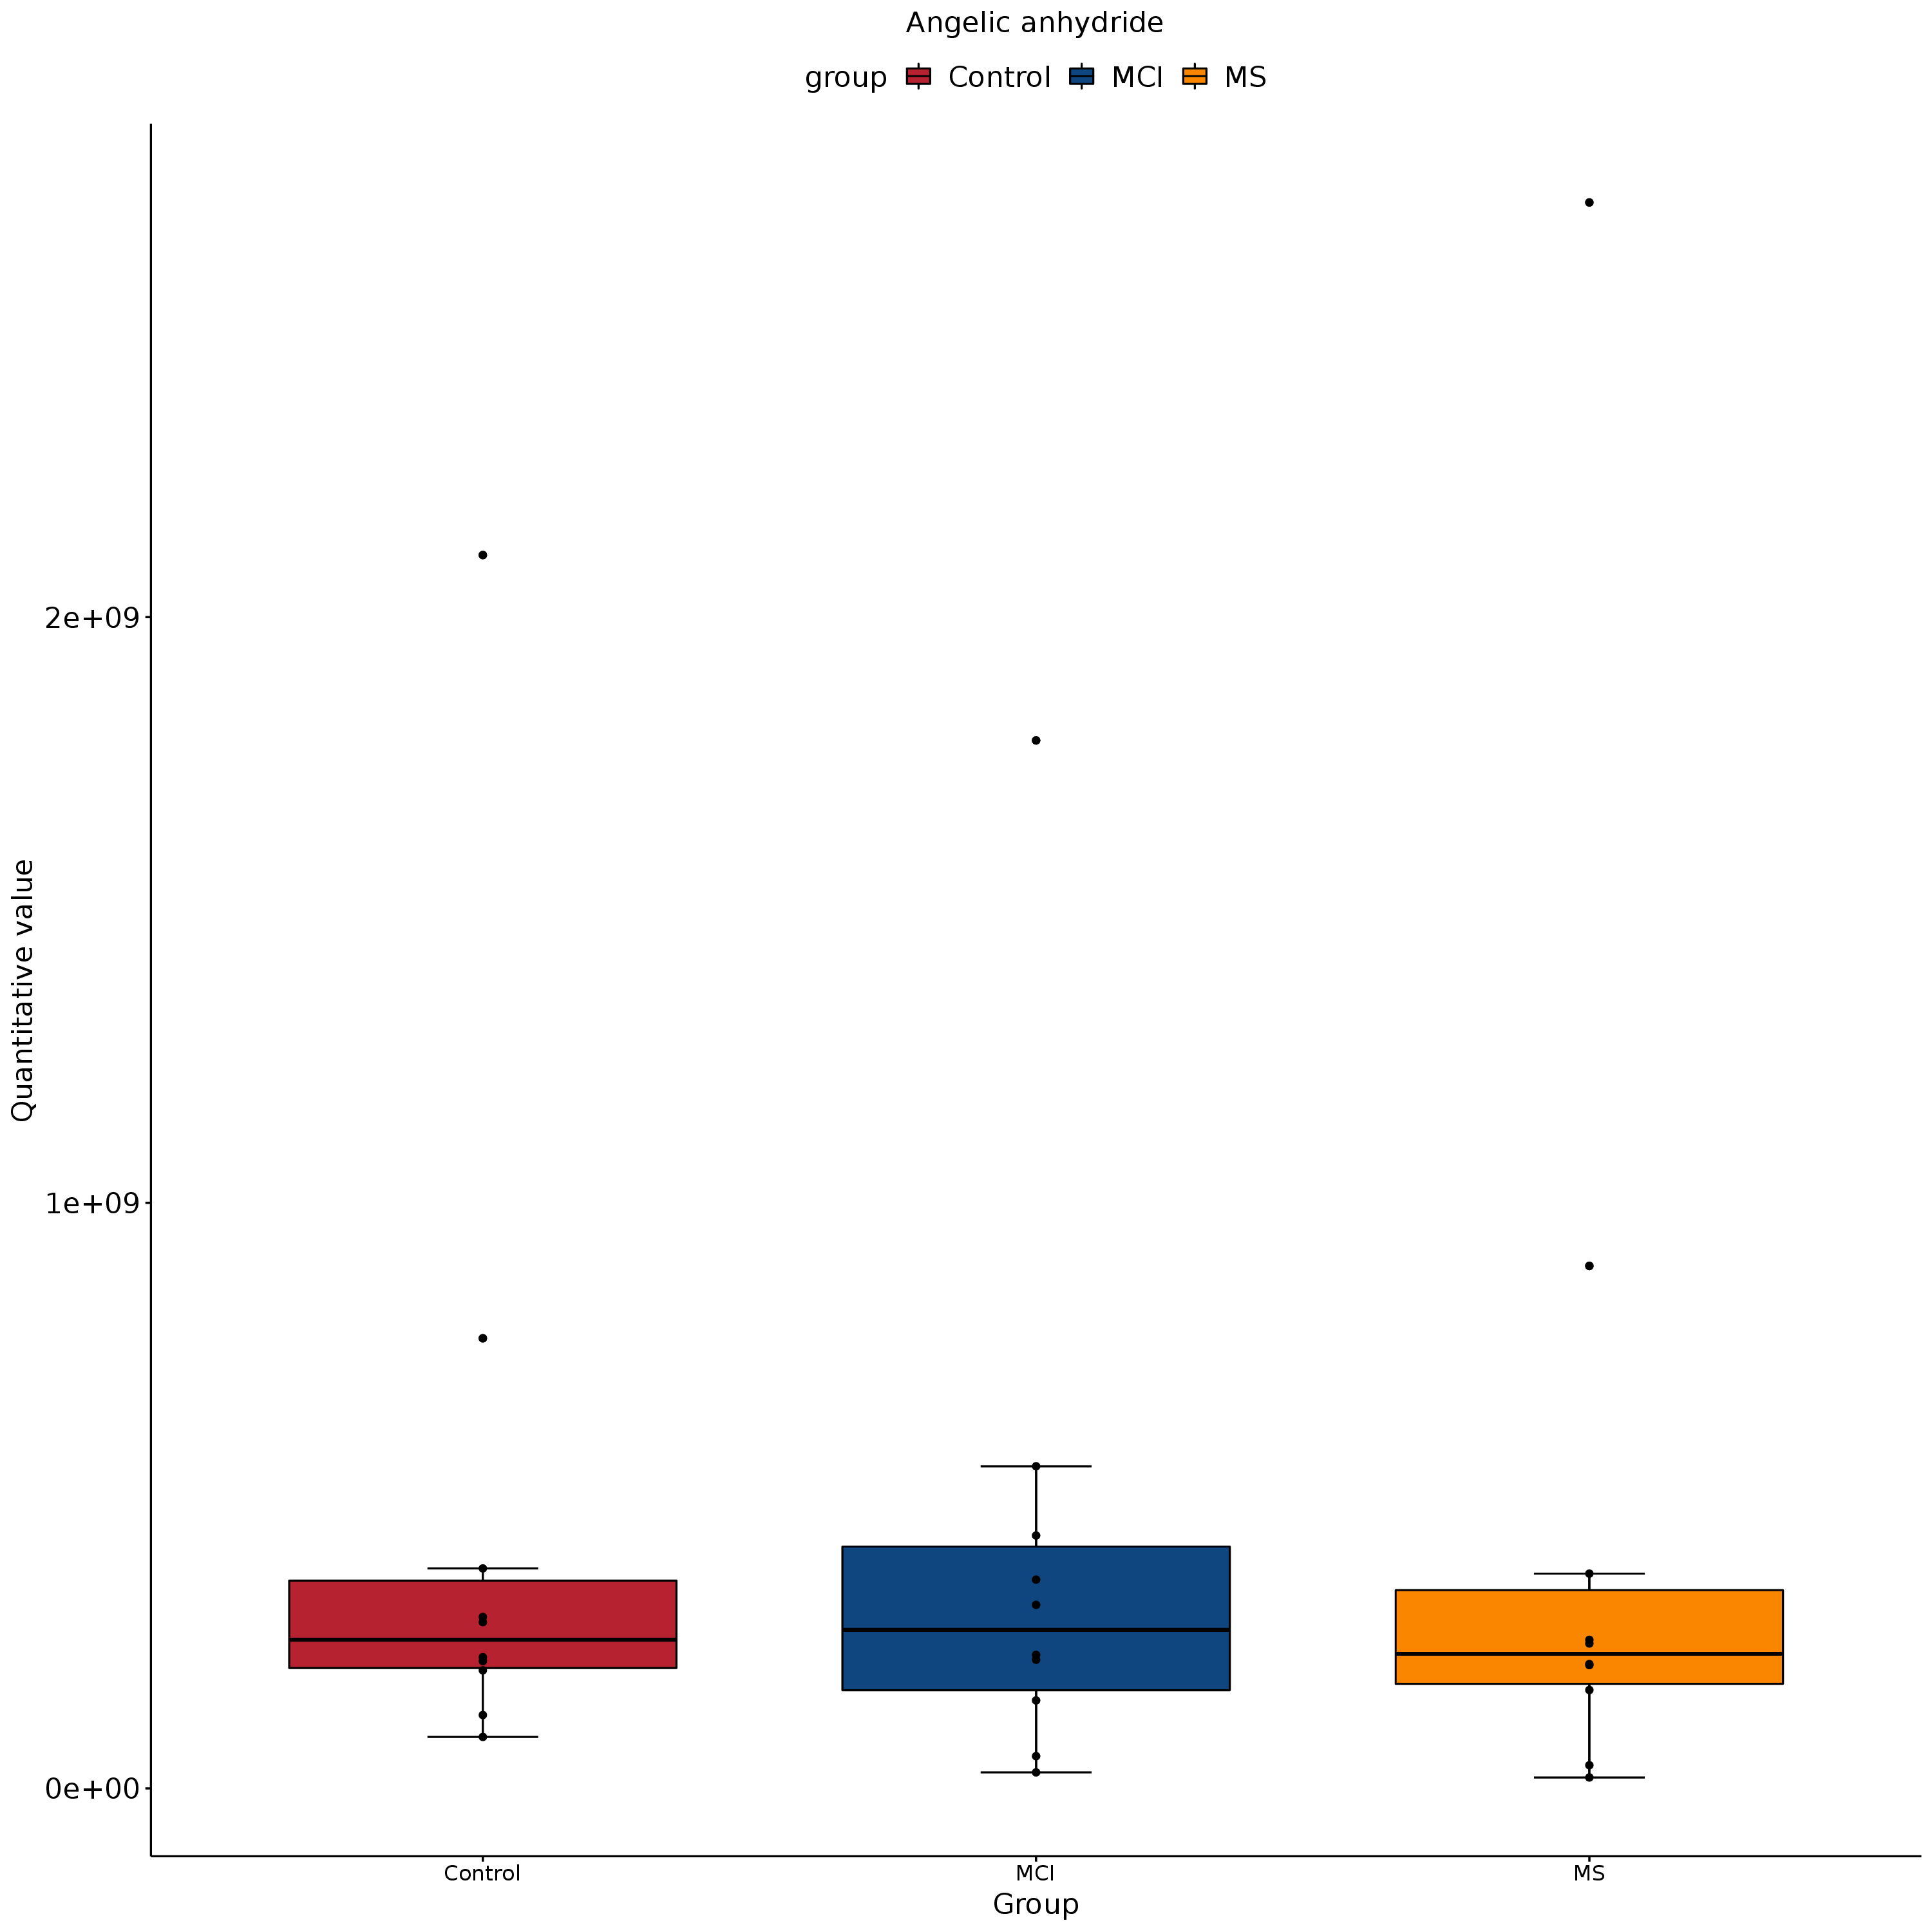 Angelic anhydride
group Control MCI MS
Quantitative value
2e+09
1e+09
0e+00
Control MCI MS
Group